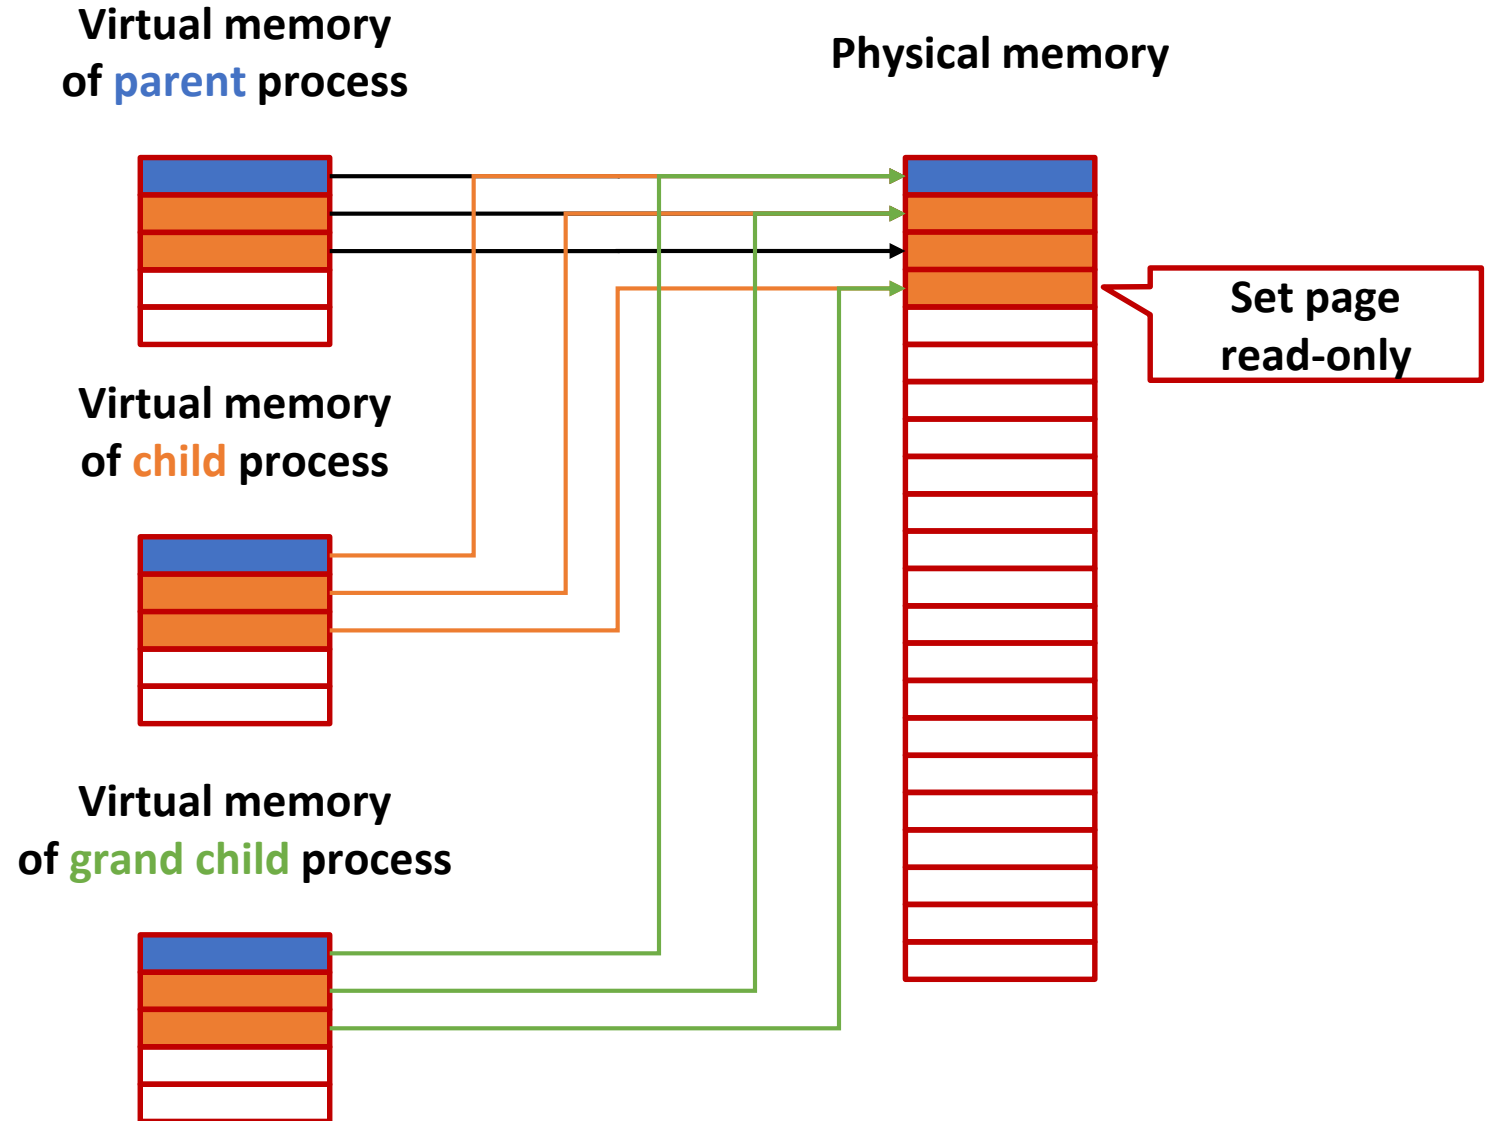 Virtual memory
of parent process
Physical memory
Set page
read-only
Virtual memory
of child process
Virtual memory
of grand child process